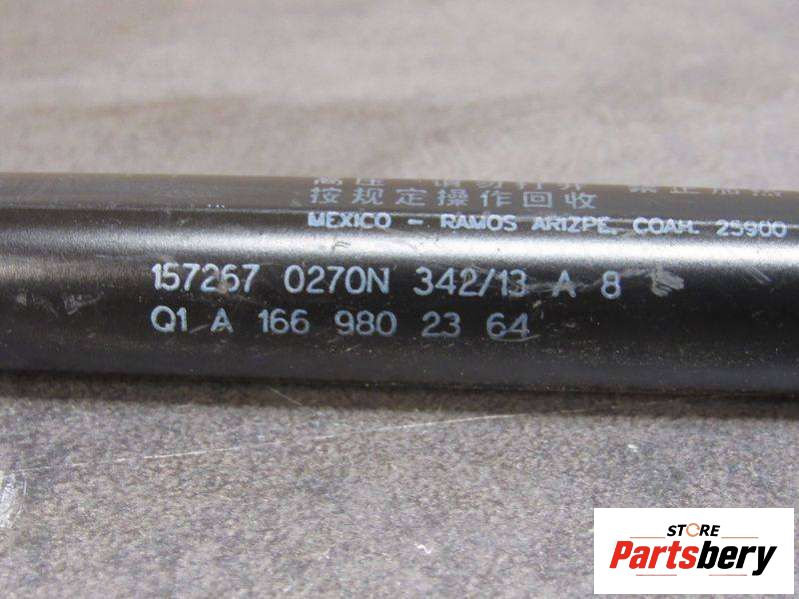 按规定操作回收
MEXICO - RAMOS ARIZPE, COAH. 25900
157267 0270N 342/13 A 8
Q1 A 166 980 23 64
STORE
Partsbery